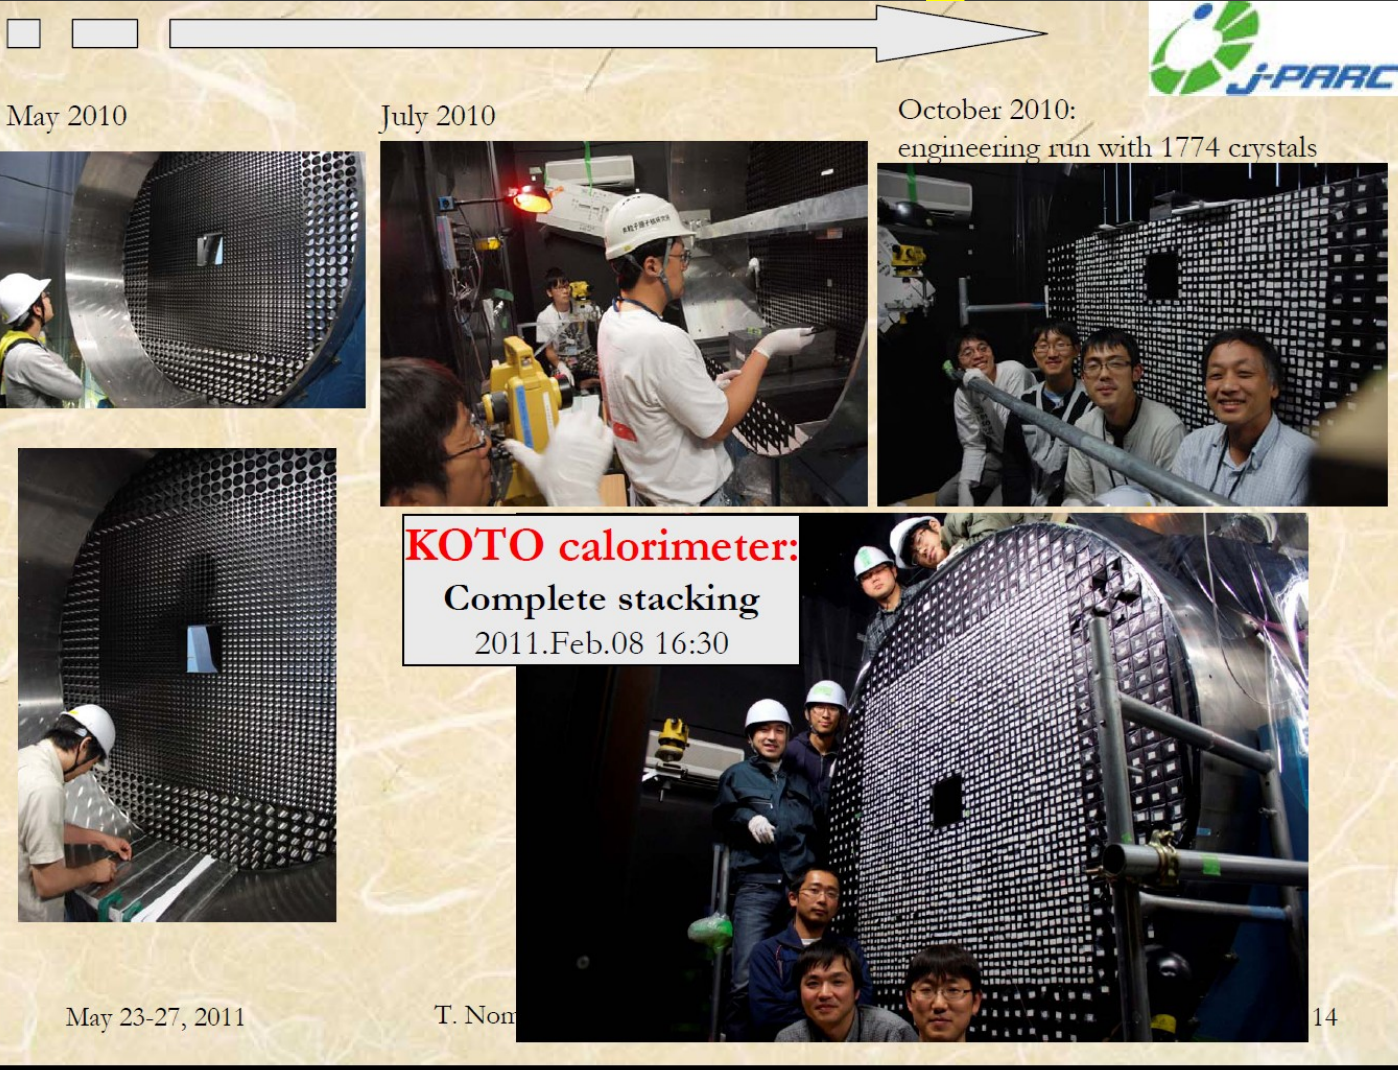 j-PARC
May 2010
July 2010
October 2010:
engineering run with 1774 crystals
KOTO calorimeter:
Complete stacking
2011.Feb.08 16:30
May 23-27, 2011
T. Nom
14